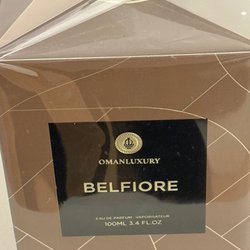 OMANLUXURY
BELFIORE
EAU DE PARFUM - VAPORISATEUR
100ML 3.4 FL.OZ